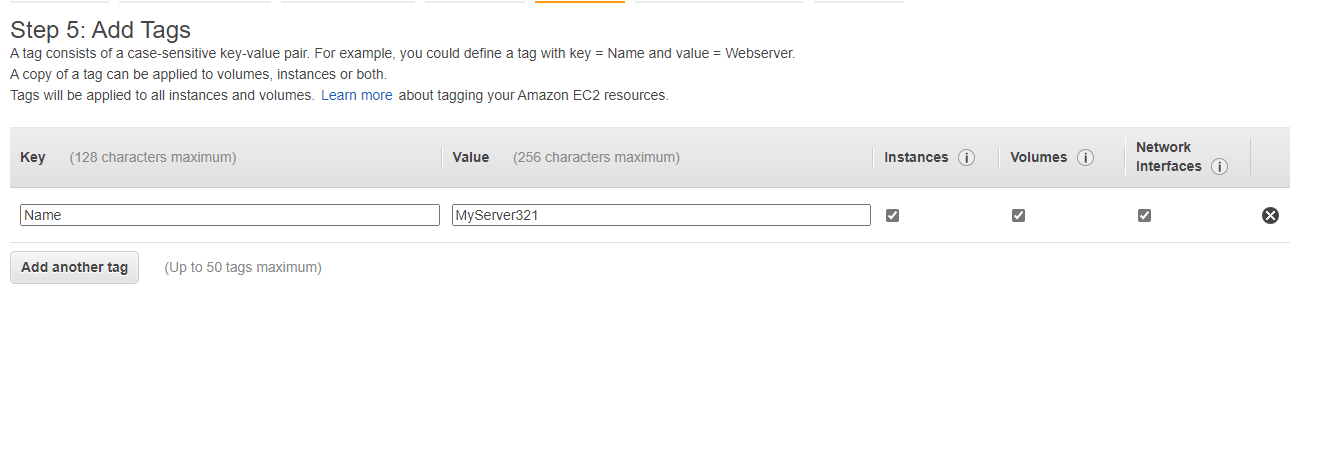 Step 5: Add Tags
A tag consists of a case-sensitive key-value pair. For example, you could define a tag with key = Name and value = Webserver.
A copy of a tag can be applied to volumes, instances or both.
Tags will be applied to all instances and volumes. Learn more about tagging your Amazon EC2 resources.
Key (128 characters maximum) Value (256 characters maximum) Instances i Volumes i Network
Interfaces i
Name MyServer321
Add another tag (Up to 50 tags maximum)